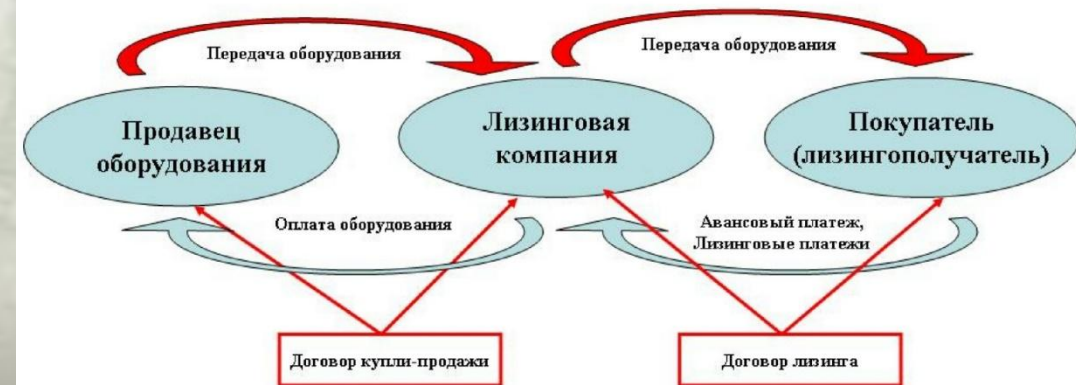 Передача оборудования
Передача оборудования
Продавец
оборудования
Лизинговая
компания
Покупатель
(лизингополучатель)
Оплата оборудования
Авансовый платеж,
Лизинговые платежи
Договор купли-продажи
Договор лизинга